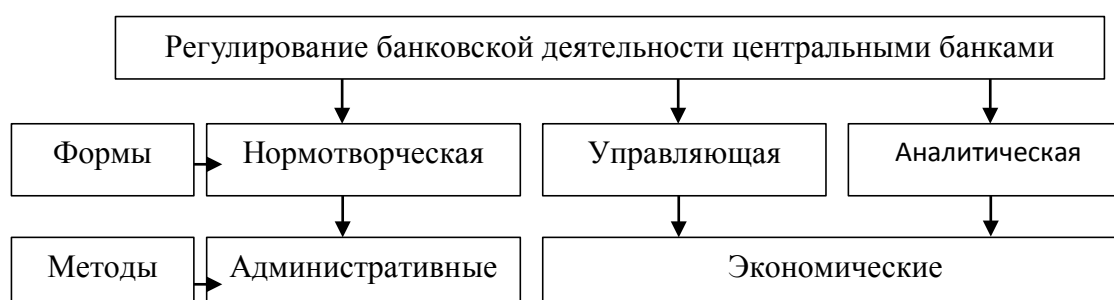 Регулирование банковской деятельности центральными банками
Формы
Нормотворческая
Управляющая
Аналитическая
Методы
Административные
Экономические